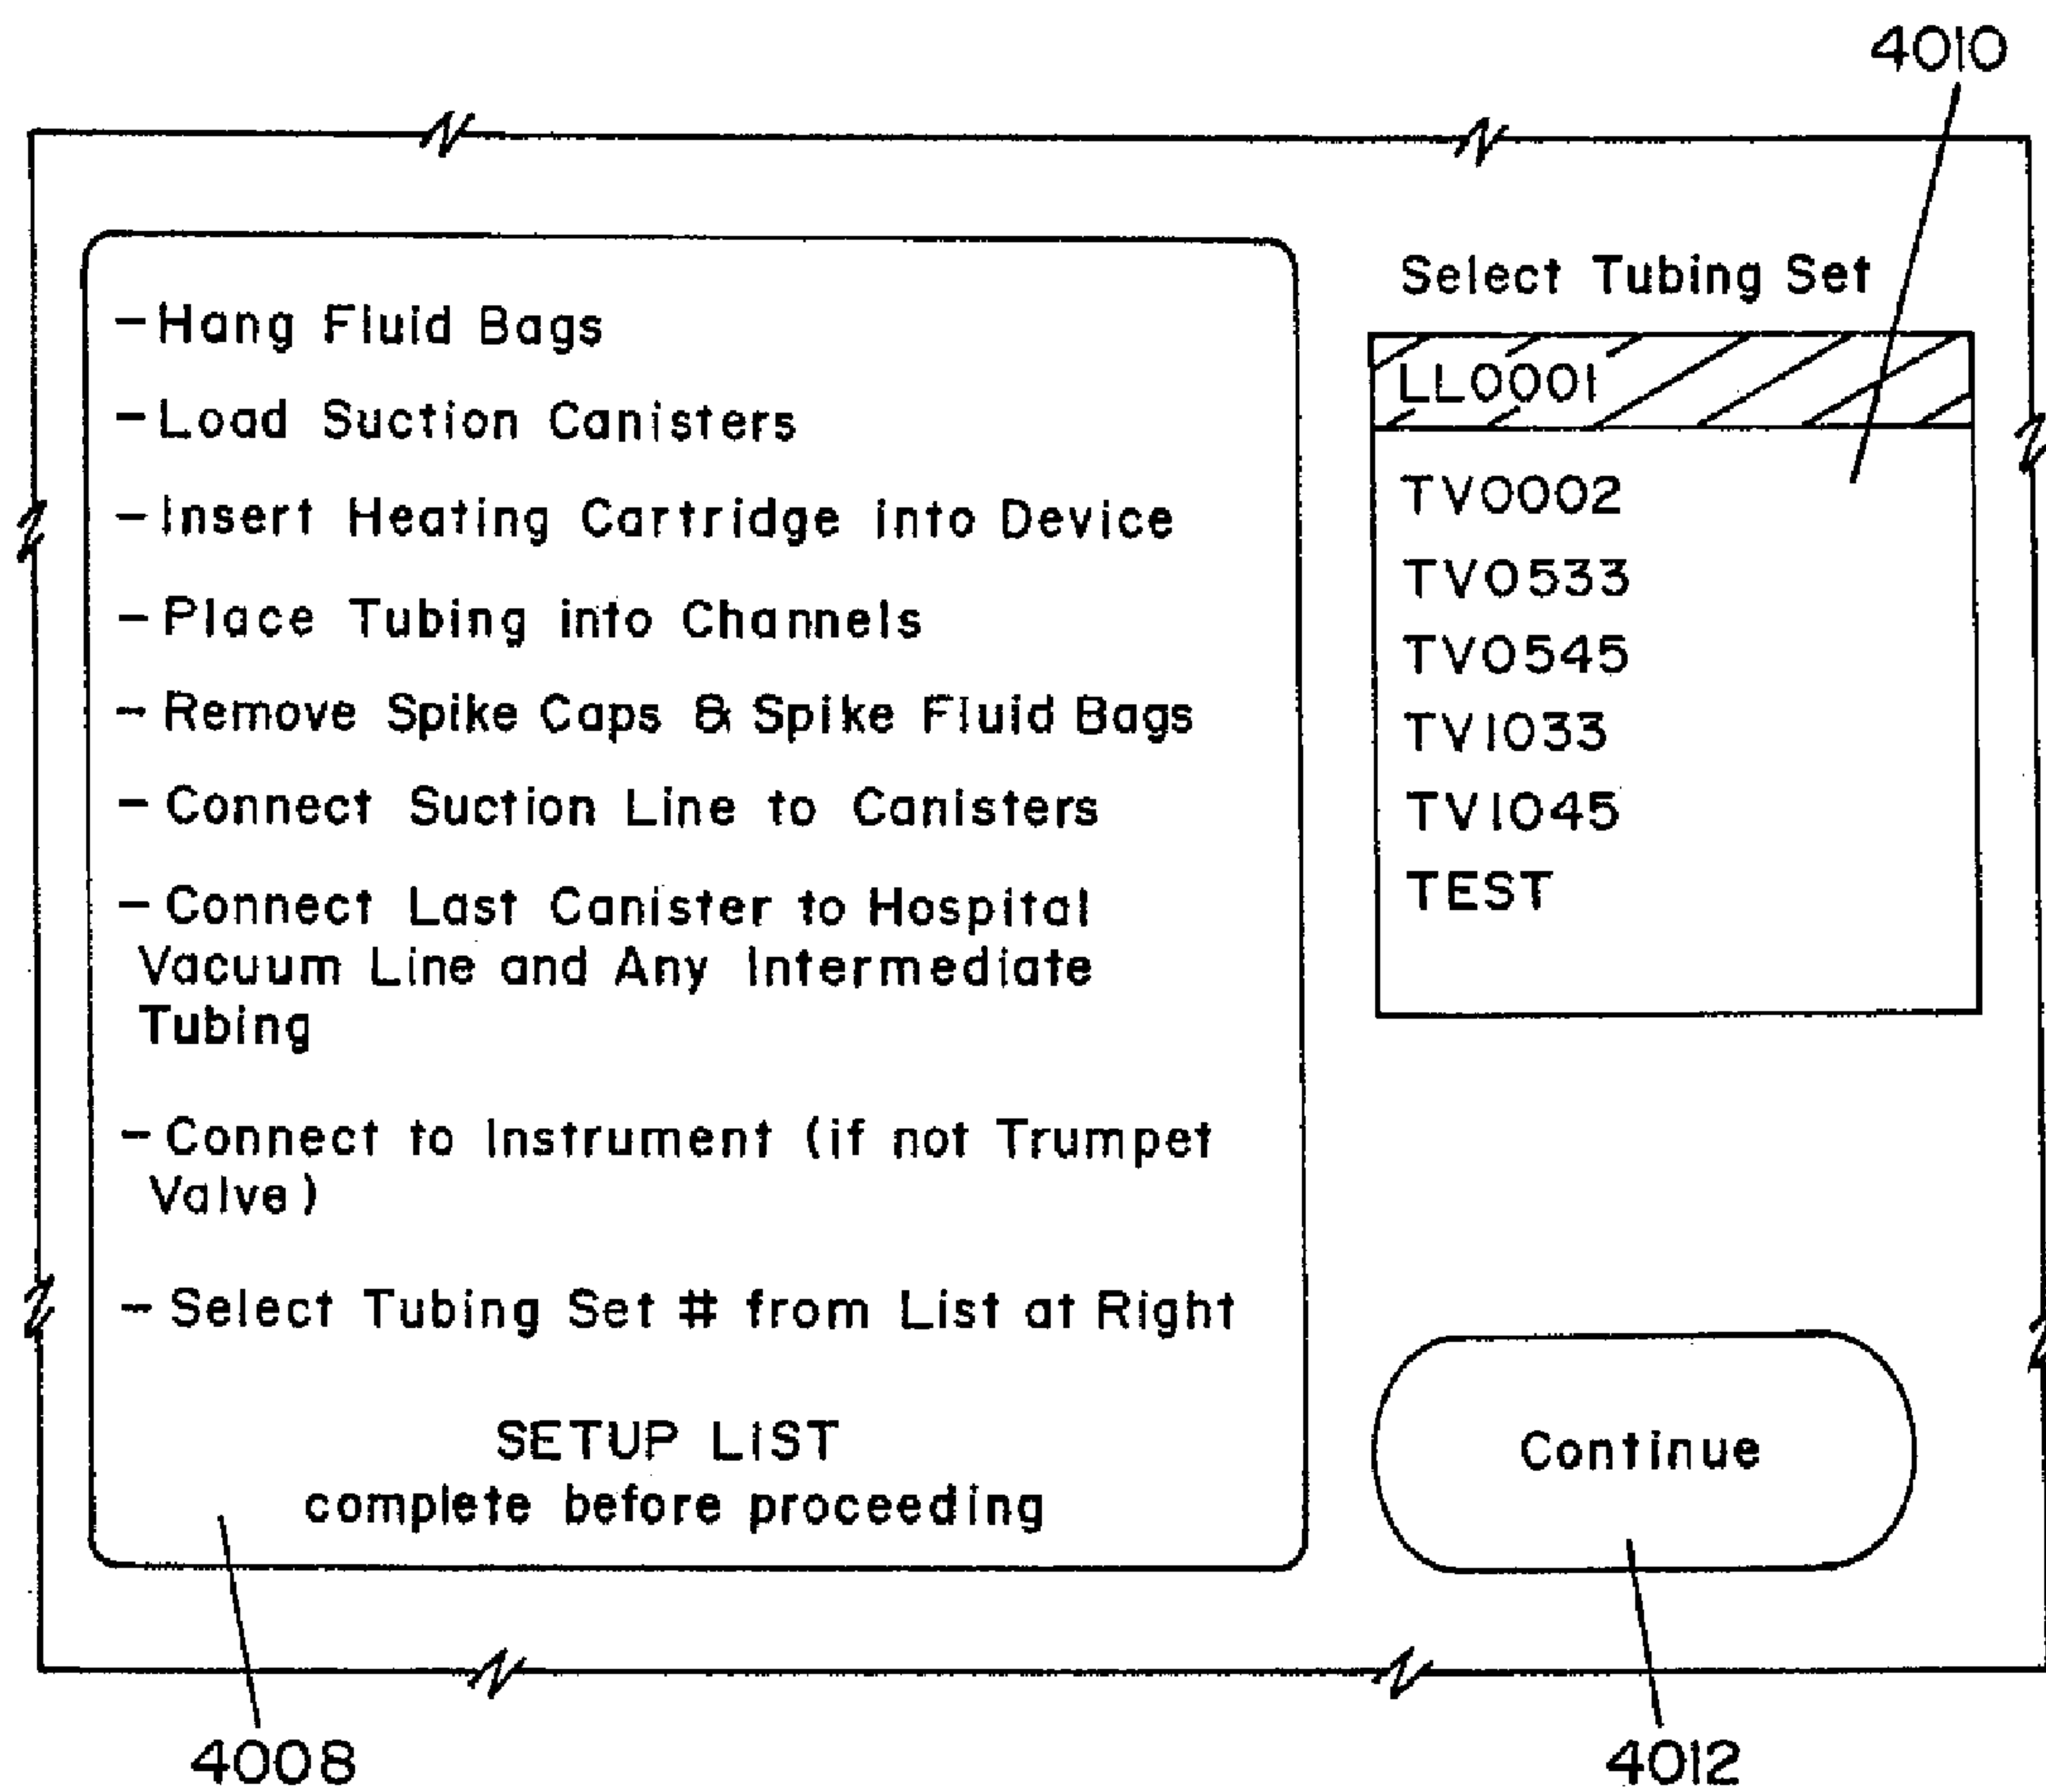 4010
- Hang Fluid Bags
- Load Suction Canisters
- Insert Heating Cartridge into Device
- Place Tubing into Channels
- Remove Spike Caps & Spike Fluid Bags
- Connect Suction Line to Canisters
- Connect Last Canister to Hospital
Vacuum Line and Any Intermediate
Tubing
- Connect to Instrument (if not Trumpet
Valve)
- Select Tubing Set # from List at Right
SETUP LIST
complete before proceeding
Select Tubing Set
LL0001
TV0002
TV0533
TV0545
TV1033
TV1045
TEST
Continue
4008
4012